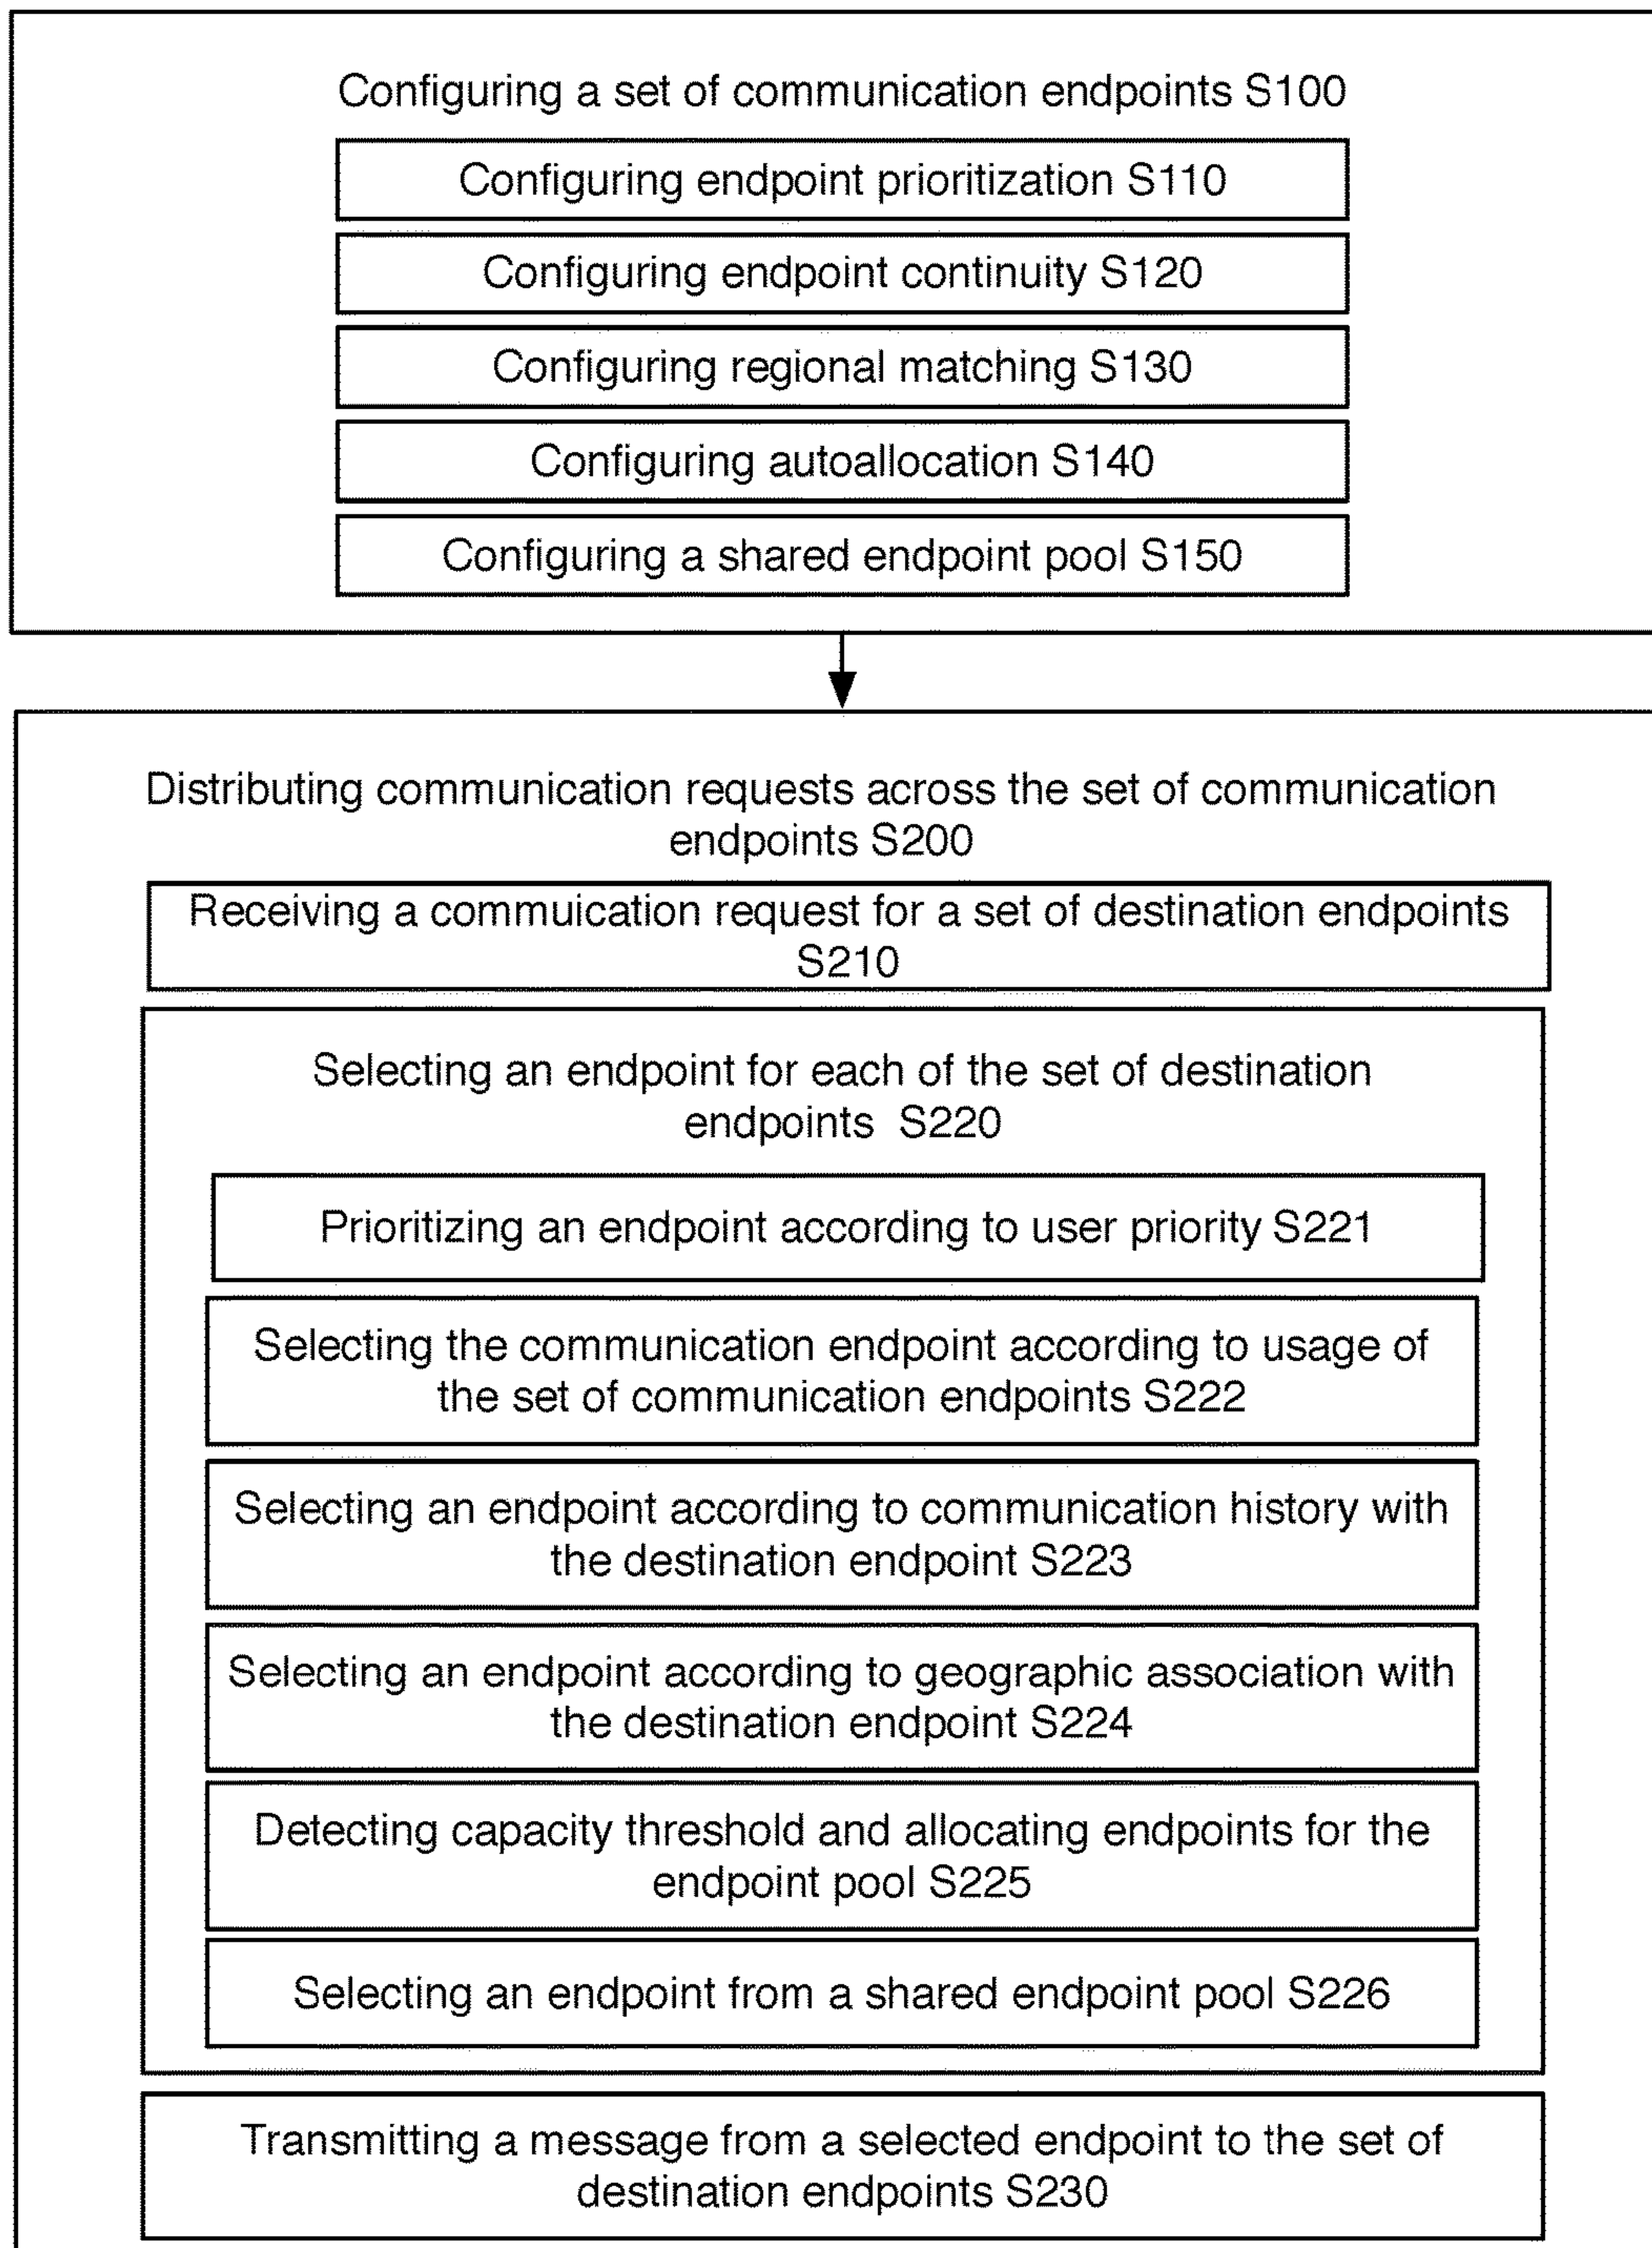 Configuring a set of communication endpoints S100
Configuring endpoint prioritization S110
Configuring endpoint continuity S120
Configuring regional matching S130
Configuring autoallocation S140
Configuring a shared endpoint pool S150
Distributing communication requests across the set of communication
endpoints S200
Receiving a commuication request for a set of destination endpoints
S210
Selecting an endpoint for each of the set of destination
endpoints S220
Prioritizing an endpoint according to user priority S221
Selecting the communication endpoint according to usage of
the set of communication endpoints S222
Selecting an endpoint according to communication history with
the destination endpoint S223
Selecting an endpoint according to geographic association with
the destination endpoint S224
Detecting capacity threshold and allocating endpoints for the
endpoint pool S225
Selecting an endpoint from a shared endpoint pool S226
Transmitting a message from a selected endpoint to the set of
destination endpoints S230